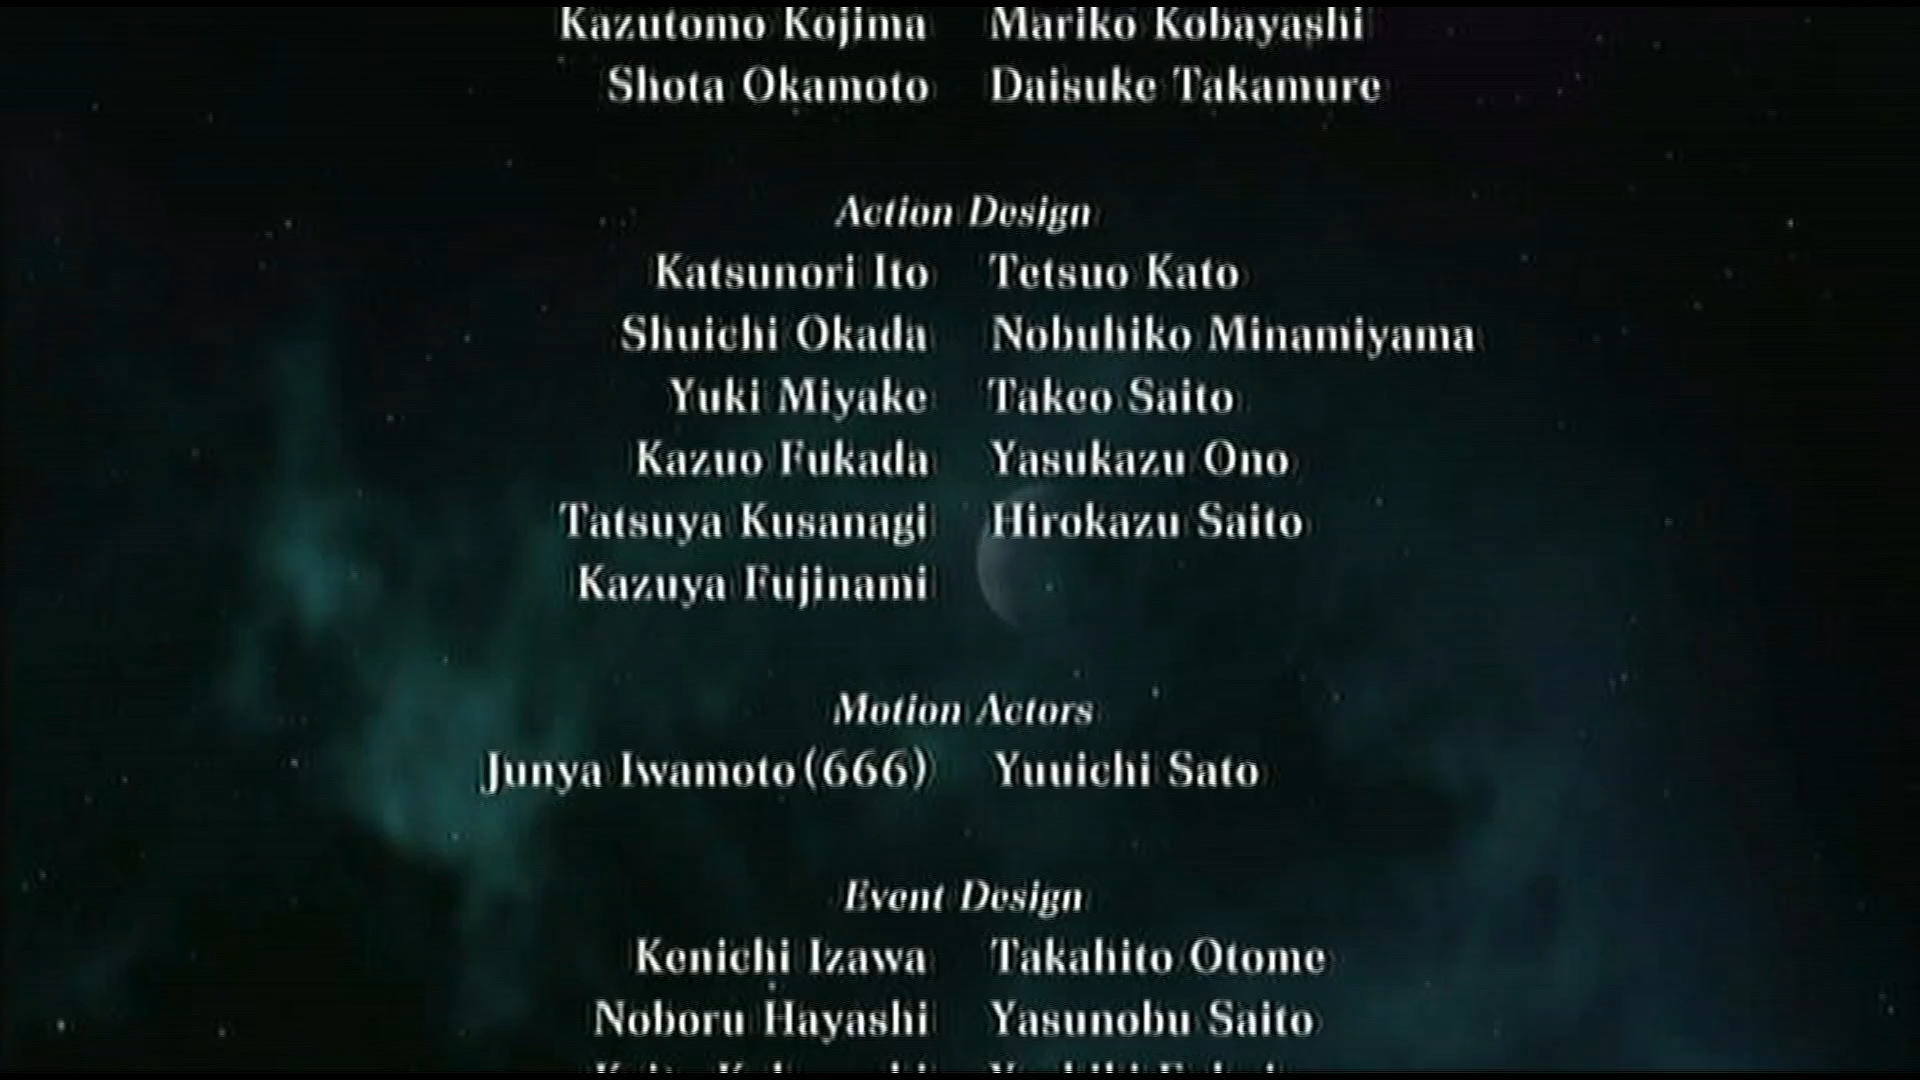 Kazutomo Kojima Mariko Kobayashi
Shota Okamoto Daisuke Takamure
Action Design
Katsunori Ito Tetsuo Kato
Shuichi Okada Nobuhiko Minamiyama
Yuki Miyake Takeo Saito
Kazuo Fukada Yasukazu Ono
Tatsuya Kusanagi Hirokazu Saito
Kazuya Fujinami
Motion Actors
Junya Iwamoto(666) Yuuichi Sato
Event Design
Kenichi Izawa Takahito Otome
Noboru Hayashi Yasunobu Saito